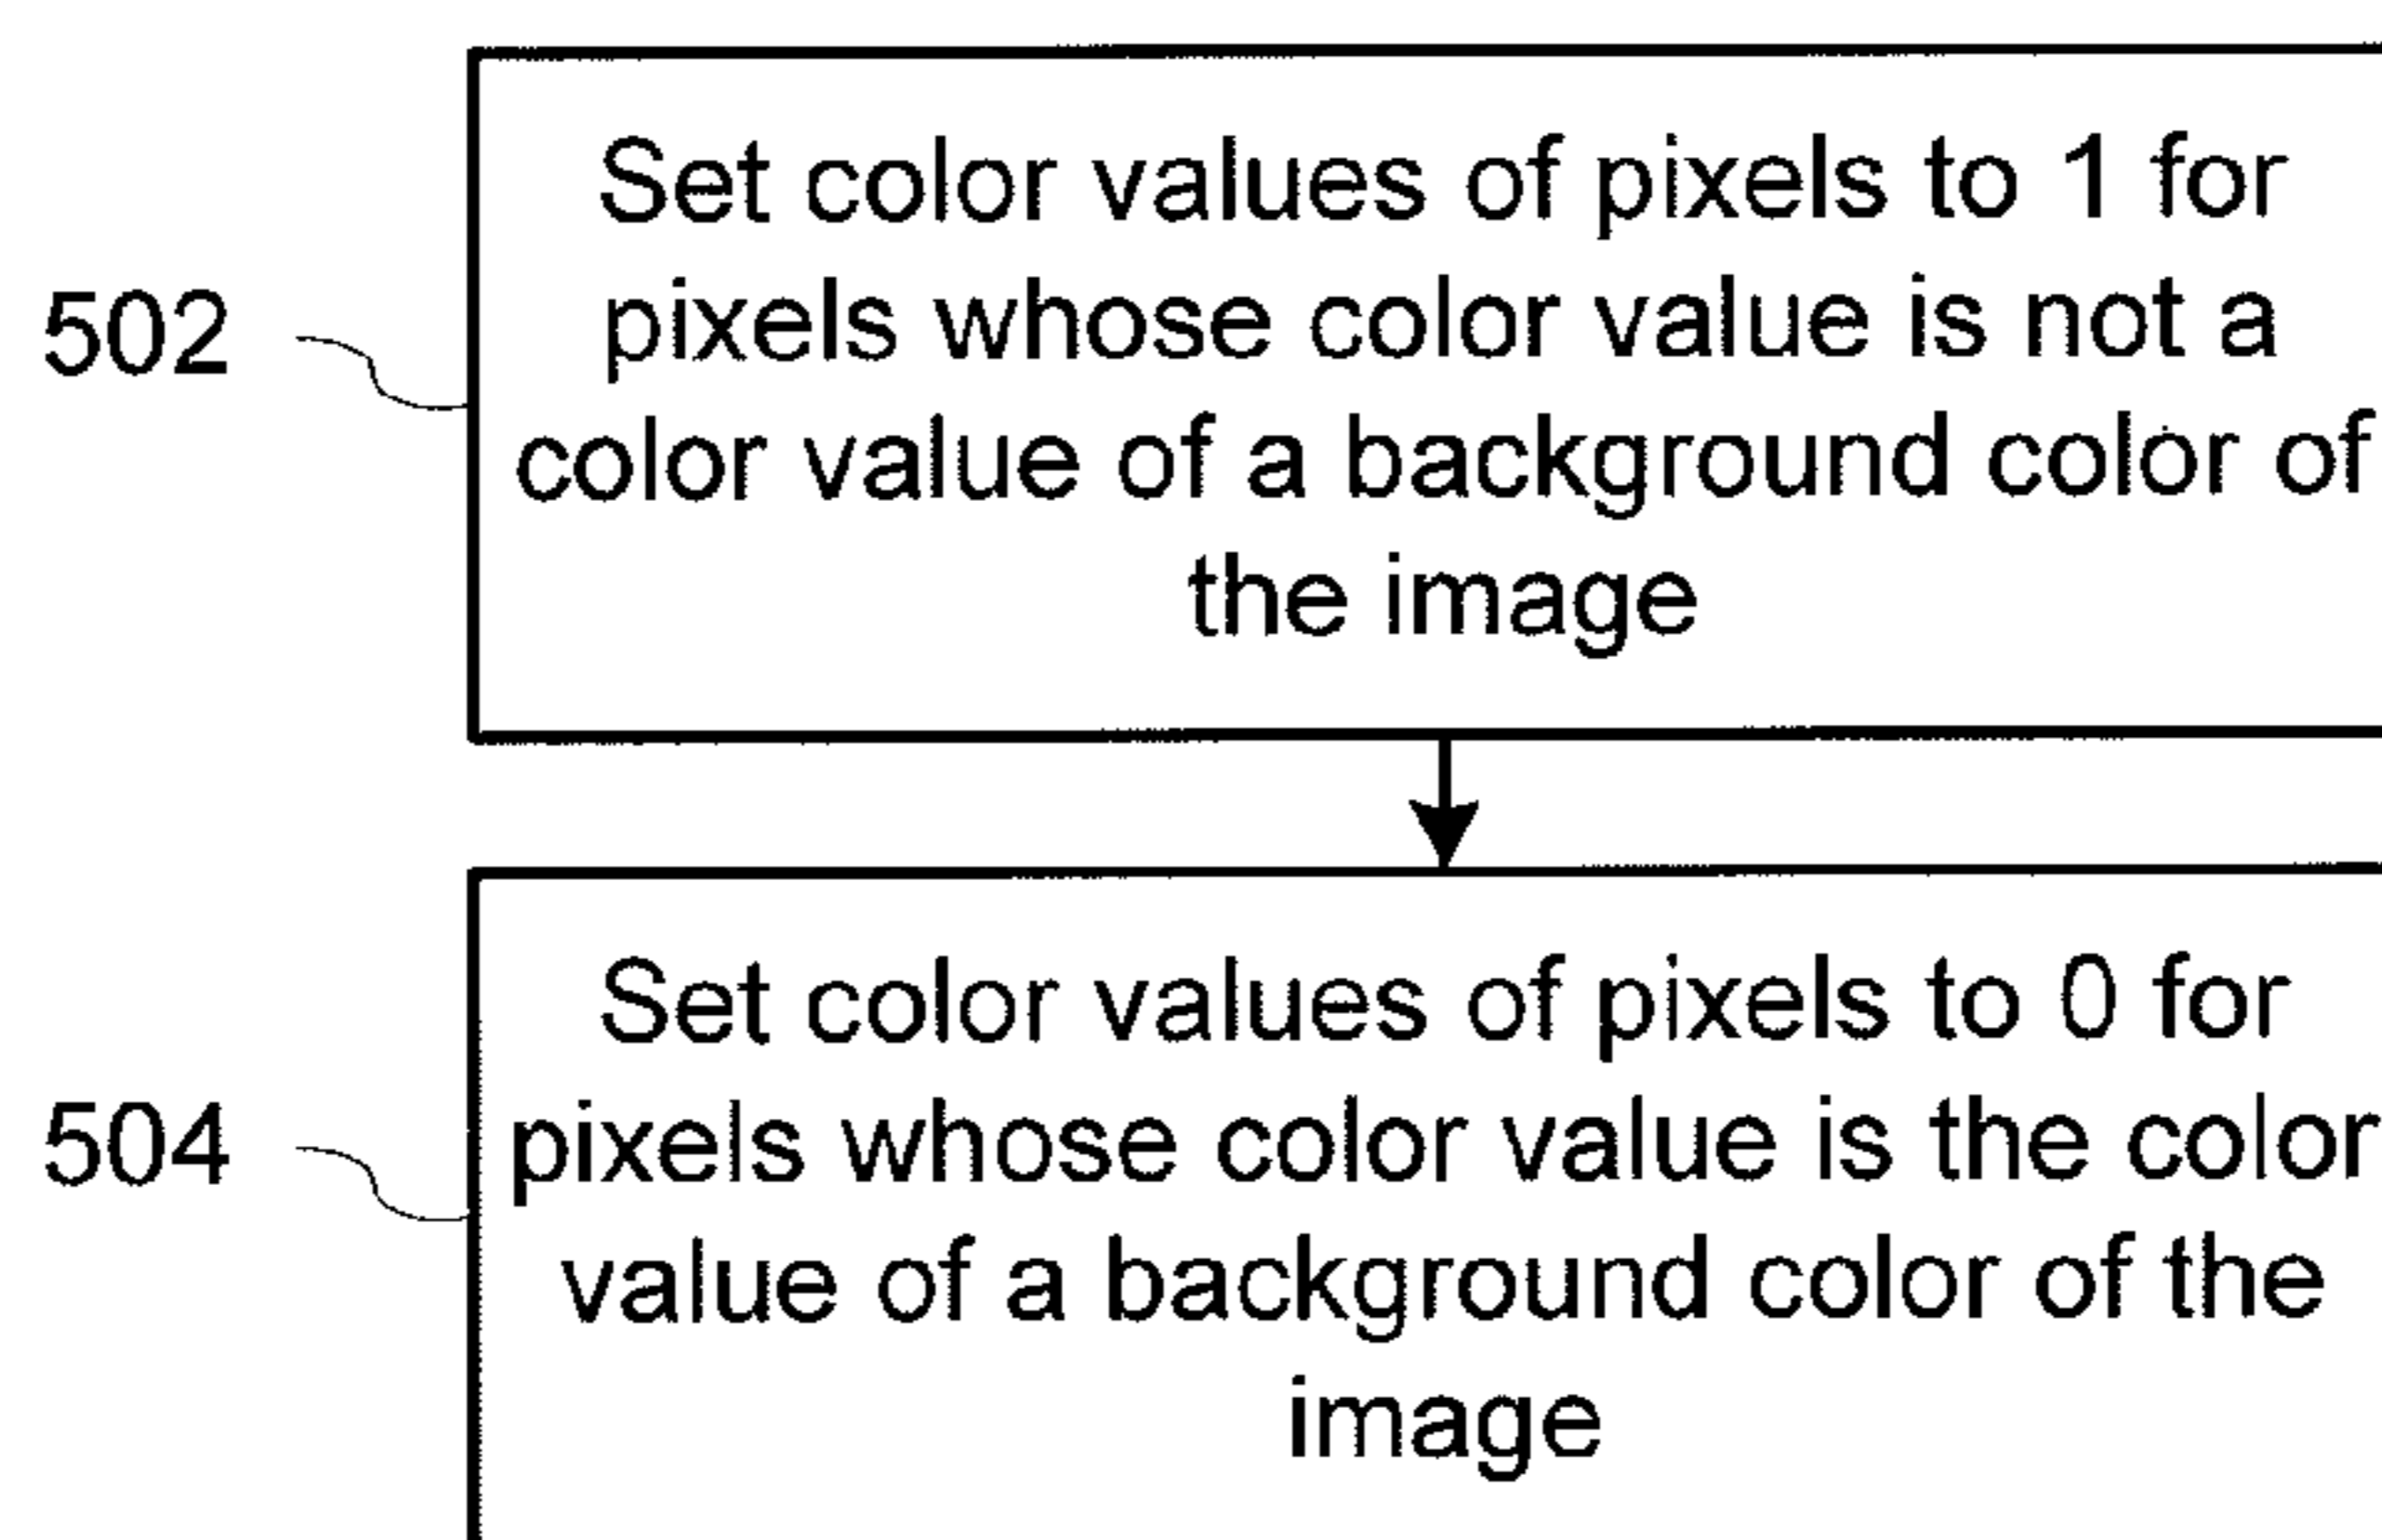 Set color values of pixels to 1 for
502
pixels whose color value is not a
color value of a background color of
the image
Set color values of pixels to 0 for
504
pixels whose color value is the color
value of a background color of the
image